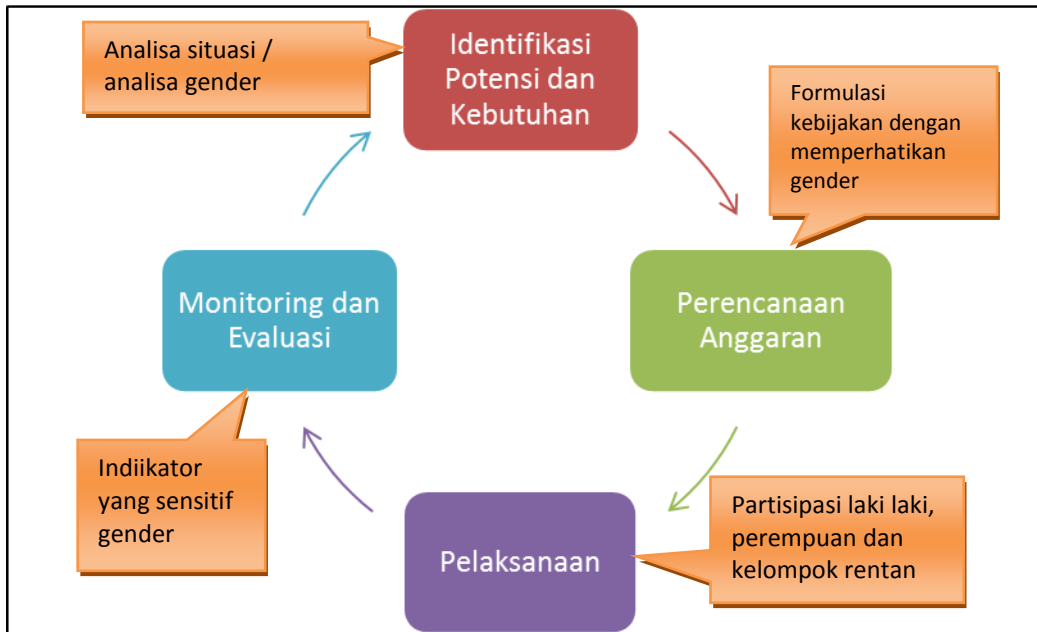 Analisa situasi /
analisa gender
Identifikasi
Potensi dan
Kebutuhan
Formulasi
kebijakan dengan
memperhatikan
gender
Perencanaan
Anggaran
Partisipasi laki laki,
perempuan dan
kelompok rentan
Pelaksanaan
Monitoring dan
Evaluasi
Indiikator
yang sensitif
gender